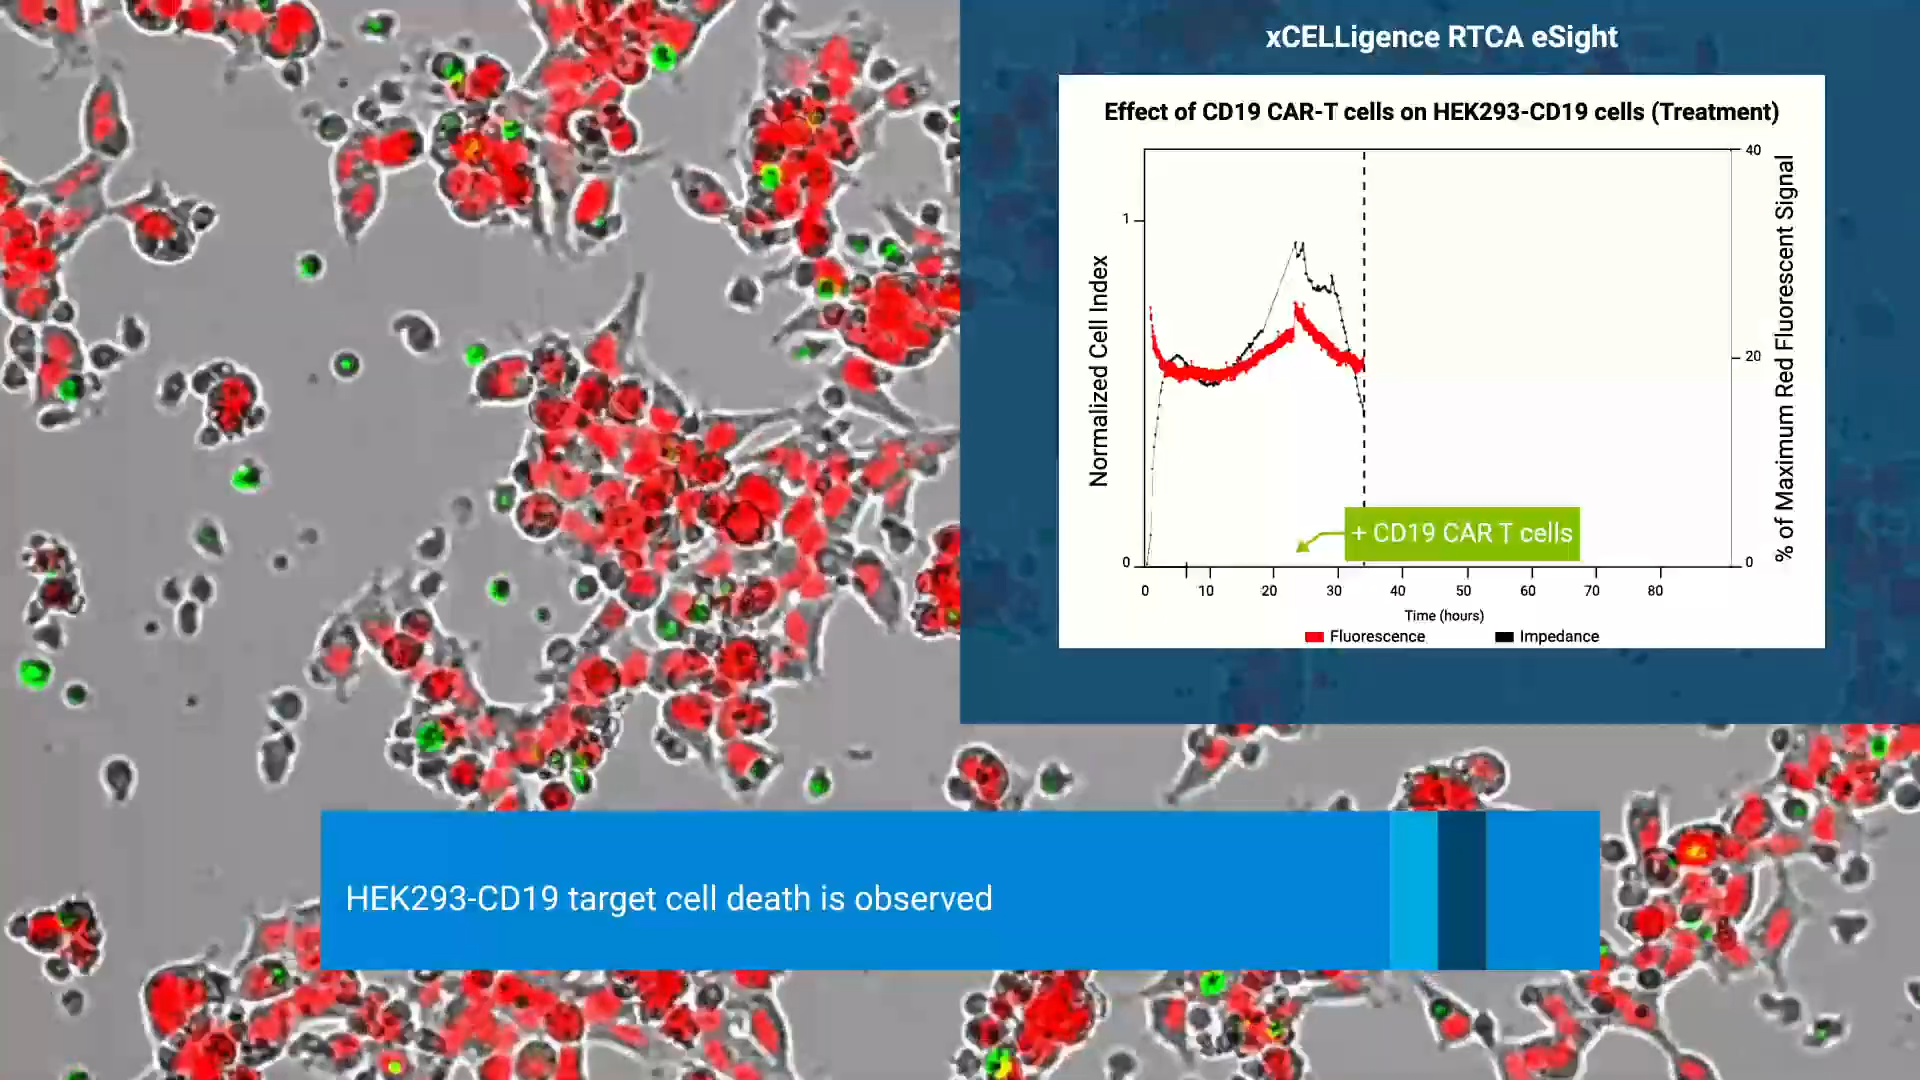 xCELLigence RTCA eSight
Effect of CD19 CAR-T cells on HEK293-CD19 cells (Treatment)
Normalized Cell Index
1
0
40
20
0
% of Maximum Red Fluorescent Signal
+ CD19 CAR T cells
0 10 20 30 40 50 60 70 80
Time (hours)
Fluorescence Impedance
HEK293-CD19 target cell death is observed